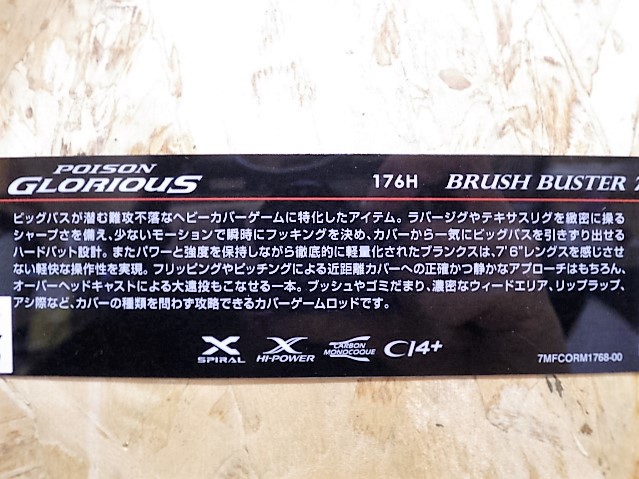 POISON
GLORIOUS 176H BRUSH BUSTER 7
ビッグバスが潜む難攻不落なヘビーカバーゲームに特化したアイテム。ラバージグやテキサスリグを緻密に操る
シャープさを備え、少ないモーションで瞬時にフッキングを決め、カバーから一気にビッグバスを引きずり出せる
ハードバット設計。またパワーと強度を保持しながら徹底的に軽量化されたブランクスは、7'6"レングスを感じさせ
ない軽快な操作性を実現。フリッピングやピッチングによる近距離カバーへの正確かつ静かなアプローチはもちろん、
オーバーヘッドキャストによる大遠投もこなせる一本。ブッシュやゴミだまり、濃密なウィードエリア、リップラップ、
アシ際など、カバーの種類を問わず攻略できるカバーゲームロッドです。
X SPIRAL X HI-POWER CARBON MONOCOQUE CI4+ 7MFCORM1768-00